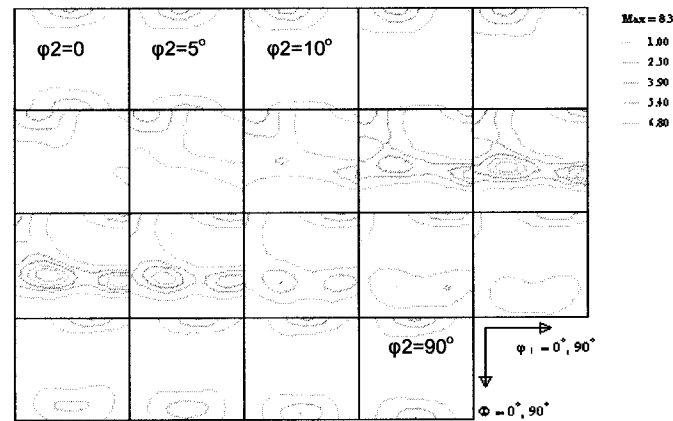 φ2=0
φ2=5°
φ2=10°
Max = 8.3
1.00
2.50
3.90
5.40
6.80
φ2=90°
φ₁ = 0°, 90°
Φ = 0°, 90°